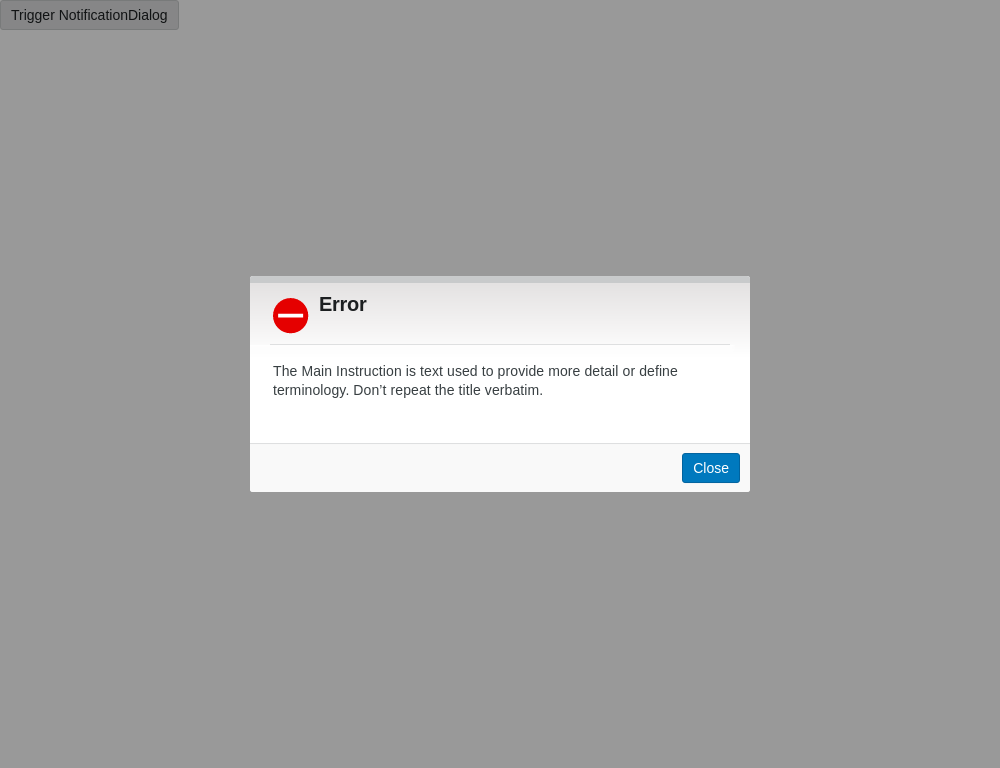 Trigger NotificationDialog
Error
The Main Instruction is text used to provide more detail or define
terminology. Don’t repeat the title verbatim.
Close